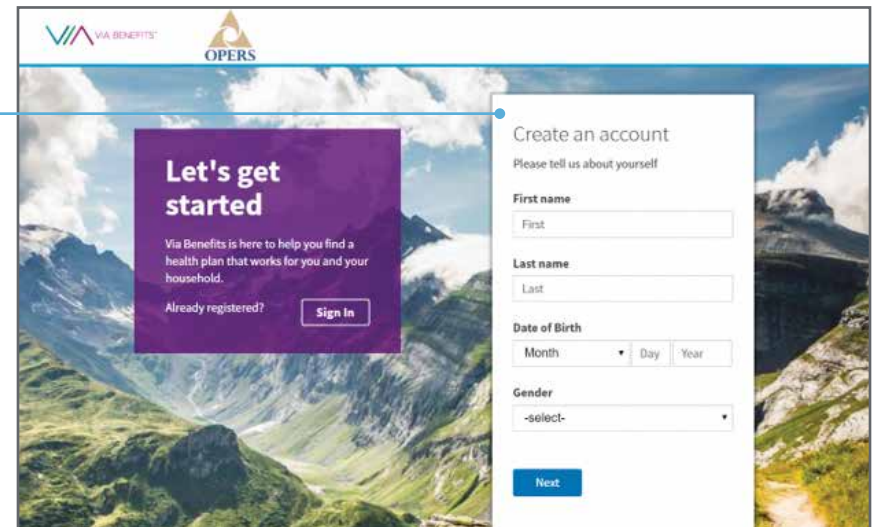 VIA BENEFITS
OPERS
Let's get
started
Via Benefits is here to help you find a
health plan that works for you and your
household.
Already registered?
Sign In
Create an account
Please tell us about yourself
First name
First
Last name
Last
Date of Birth
Month Day Year
Gender
-select-
Next